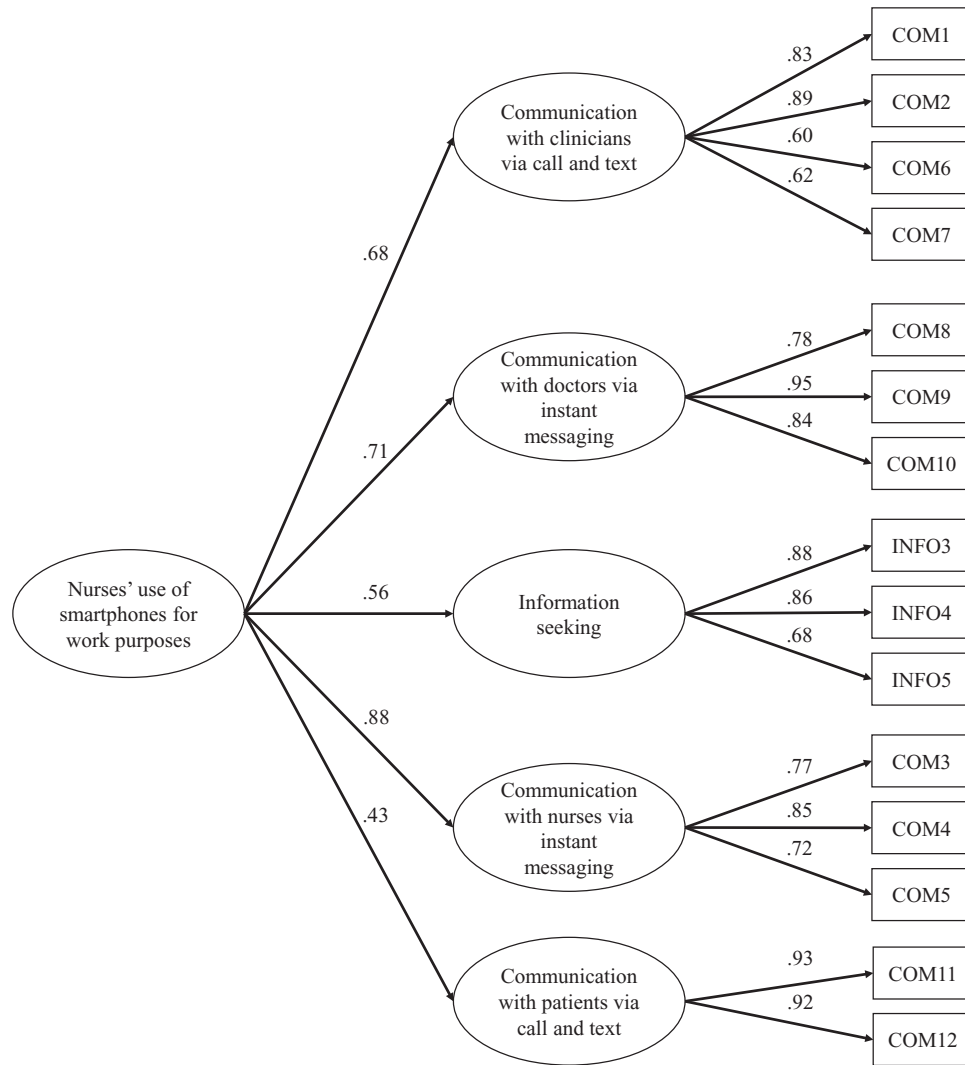 COM1
.83
Communication
with clinicians
via call and text
.89
COM2
.60
COM6
.62
COM7
.68
COM8
.78
Communication
with doctors via
instant
messaging
.95
COM9
.84
COM10
.71
INFO3
.88
Nurses’ use of
smartphones for
work purposes
.56
Information
seeking
.86
INFO4
.68
INFO5
.88
COM3
.77
Communication
with nurses via
instant
messaging
.85
COM4
.72
COM5
.43
Communication
with patients via
call and text
.93
COM11
.92
COM12